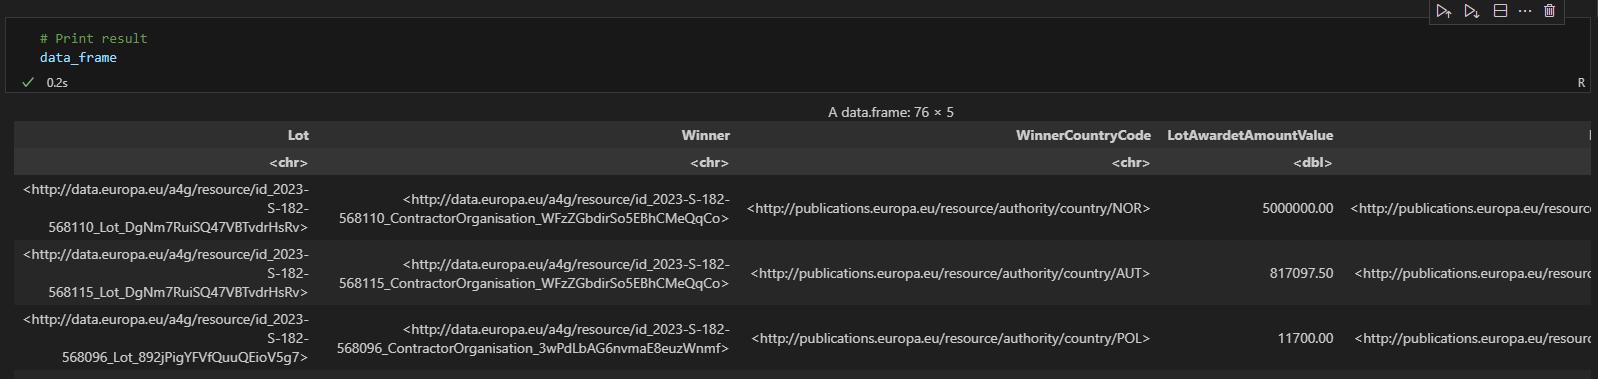 # Print result
data_frame
0.2s
R
A data.frame: 76 × 5
Lot Winner WinnerCountryCode LotAwardetAmountValue
<chr> <chr> <chr> <dbl>
<http://data.europa.eu/a4g/resource/id_2023-
S-182-
568110_Lot_DgNm7RuiSQ47VBTvdrHsRv>
<http://data.europa.eu/a4g/resource/id_2023-S-182-
568110_ContractorOrganisation_WFzZGbdirSo5EBhCMeQqCo>
<http://publications.europa.eu/resource/authority/country/NOR>
5000000.00
<http://publications.europa.eu/resource
<http://data.europa.eu/a4g/resource/id_2023-
S-182-
568115_Lot_DgNm7RuiSQ47VBTvdrHsRv>
<http://data.europa.eu/a4g/resource/id_2023-S-182-
568115_ContractorOrganisation_WFzZGbdirSo5EBhCMeQqCo>
<http://publications.europa.eu/resource/authority/country/AUT>
817097.50
<http://publications.europa.eu/resourc
<http://data.europa.eu/a4g/resource/id_2023-
S-182-
568096_Lot_892jPigYFVfQuuQEioV5g7>
<http://data.europa.eu/a4g/resource/id_2023-S-182-
568096_ContractorOrganisation_3wPdLbAG6nvmaE8euzWnmf>
<http://publications.europa.eu/resource/authority/country/POL>
11700.00
<http://publications.europa.eu/resourc